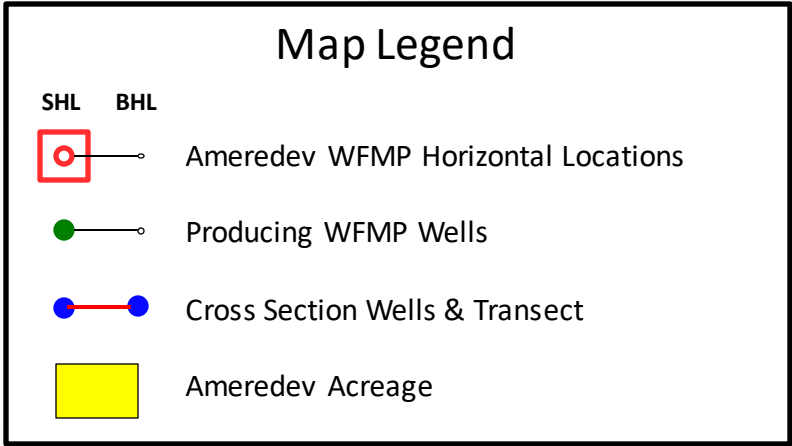 Map Legend
SHL BHL
Ameredev WFMP Horizontal Locations
Producing WFMP Wells
Cross Section Wells & Transect
Ameredev Acreage